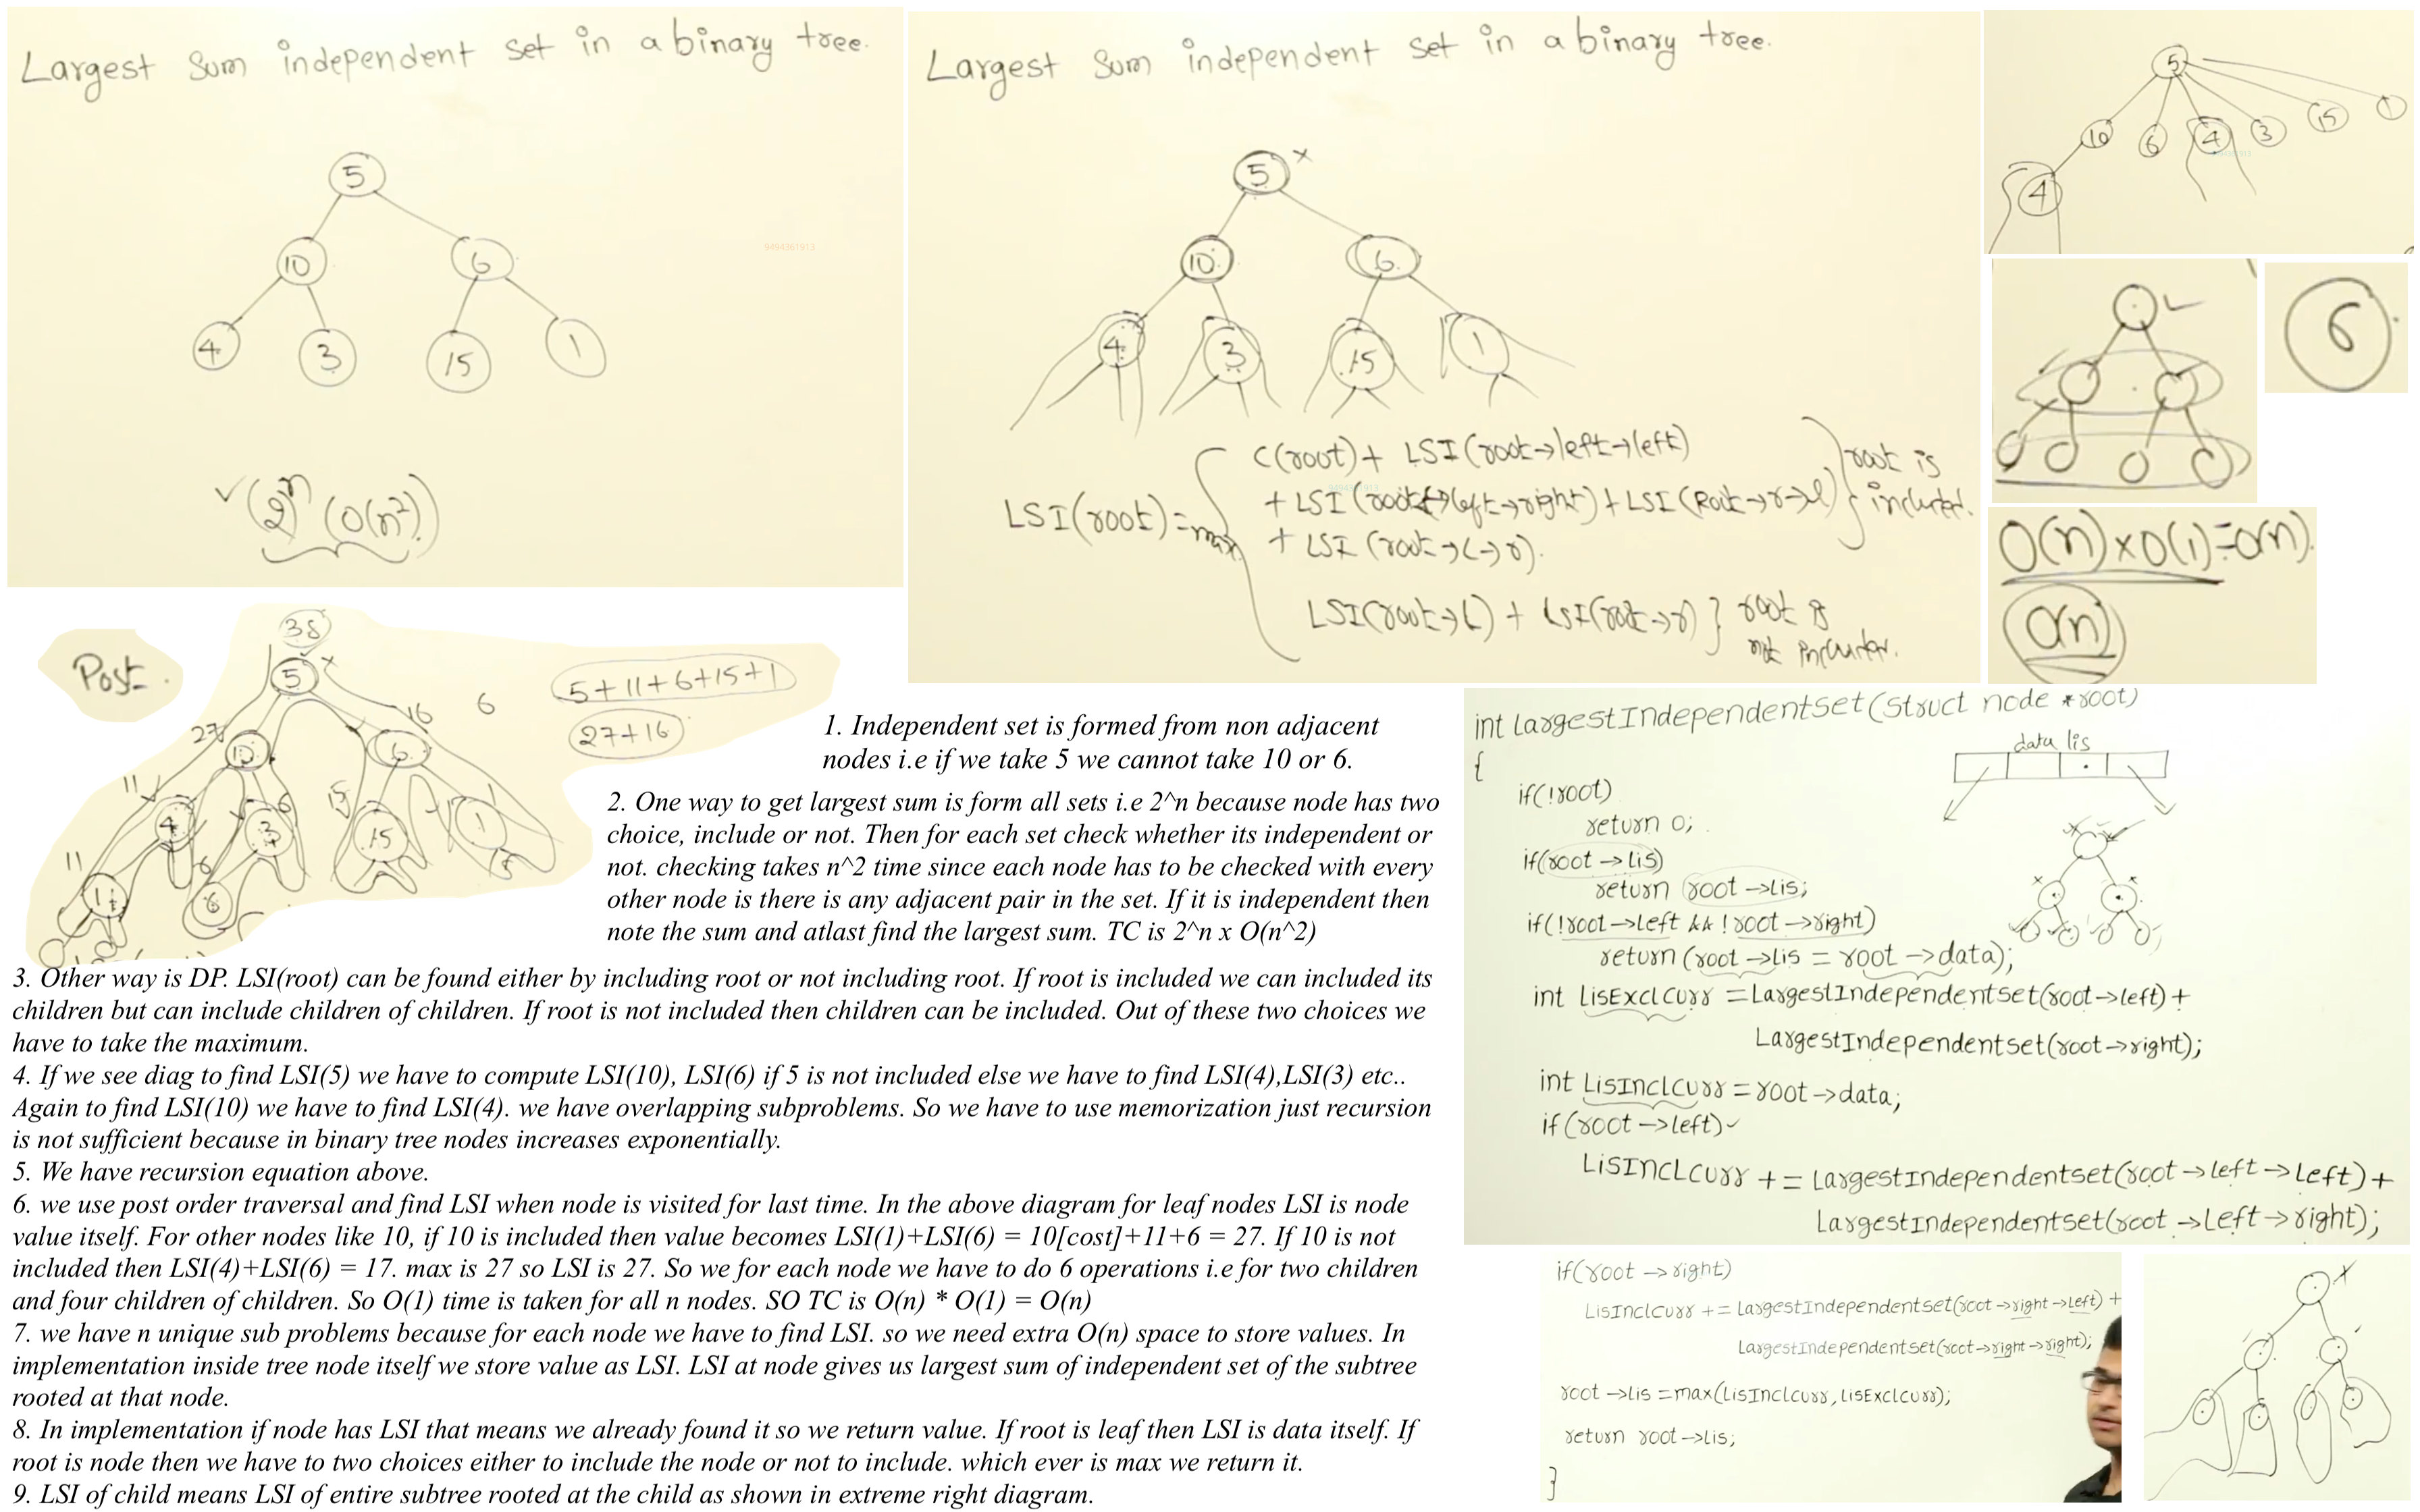 Largest Sum independent set in a binary tree.
5
10
6
4
3
15
1
9494361913
(2)^n (O(n^2))
Largest Sum independent set in a binary tree.
5 x
10
6
4
3
15
1
C(root)+ LSI(root→left→left)
+ LSI(root→left→right)+LSI(Root→r→l)
LSI(root)=max
+ LSI (root→L→r).
} root is
included.
LSI(root→L) + LSI(root→r) } root is
not included.
5
10
6
4
3
15
1
4
6
O(n)×O(1)=O(n).
O(n)
Post.
38
5 x
27
16
6
5+11+6+15+1
27+16
10
6
11
4
6
3
15
15
1
1
11
6
6
1. Independent set is formed from non adjacent
nodes i.e if we take 5 we cannot take 10 or 6.
2. One way to get largest sum is form all sets i.e 2^n because node has two
choice, include or not. Then for each set check whether its independent or
not. checking takes n^2 time since each node has to be checked with every
other node is there is any adjacent pair in the set. If it is independent then
note the sum and atlast find the largest sum. TC is 2^n x O(n^2)
3. Other way is DP. LSI(root) can be found either by including root or not including root. If root is included we can included its
children but can include children of children. If root is not included then children can be included. Out of these two choices we
have to take the maximum.
4. If we see diag to find LSI(5) we have to compute LSI(10), LSI(6) if 5 is not included else we have to find LSI(4),LSI(3) etc..
Again to find LSI(10) we have to find LSI(4). we have overlapping subproblems. So we have to use memorization just recursion
is not sufficient because in binary tree nodes increases exponentially.
5. We have recursion equation above.
6. we use post order traversal and find LSI when node is visited for last time. In the above diagram for leaf nodes LSI is node
value itself. For other nodes like 10, if 10 is included then value becomes LSI(1)+LSI(6) = 10[cost]+11+6 = 27. If 10 is not
included then LSI(4)+LSI(6) = 17. max is 27 so LSI is 27. So we for each node we have to do 6 operations i.e for two children
and four children of children. So O(1) time is taken for all n nodes. SO TC is O(n) * O(1) = O(n)
7. we have n unique sub problems because for each node we have to find LSI. so we need extra O(n) space to store values. In
implementation inside tree node itself we store value as LSI. LSI at node gives us largest sum of independent set of the subtree
rooted at that node.
8. In implementation if node has LSI that means we already found it so we return value. If root is leaf then LSI is data itself. If
root is node then we have to two choices either to include the node or not to include. which ever is max we return it.
9. LSI of child means LSI of entire subtree rooted at the child as shown in extreme right diagram.
int LargestIndependentset(struct node *root)
{
data lis
if(!root)
return 0;
if(root→lis)
return root→lis;
if(!root→left && !root→right)
return (root→lis = root→data);
int lisExclCurr = LargestIndependentset(root→left)+
LargestIndependentset(root→right);
int LisInclCurr = root→data;
if(root→left)
LisInclCurr += LargestIndependentset(root→left→left)+
LargestIndependentset(root→left→right);
if(root→right)
LisInclCurr += LargestIndependentset(root→right→left)+
LargestIndependentset(root→right→right);
root→lis = max(LisInclCurr, lisExclCurr);
return root→lis;
}